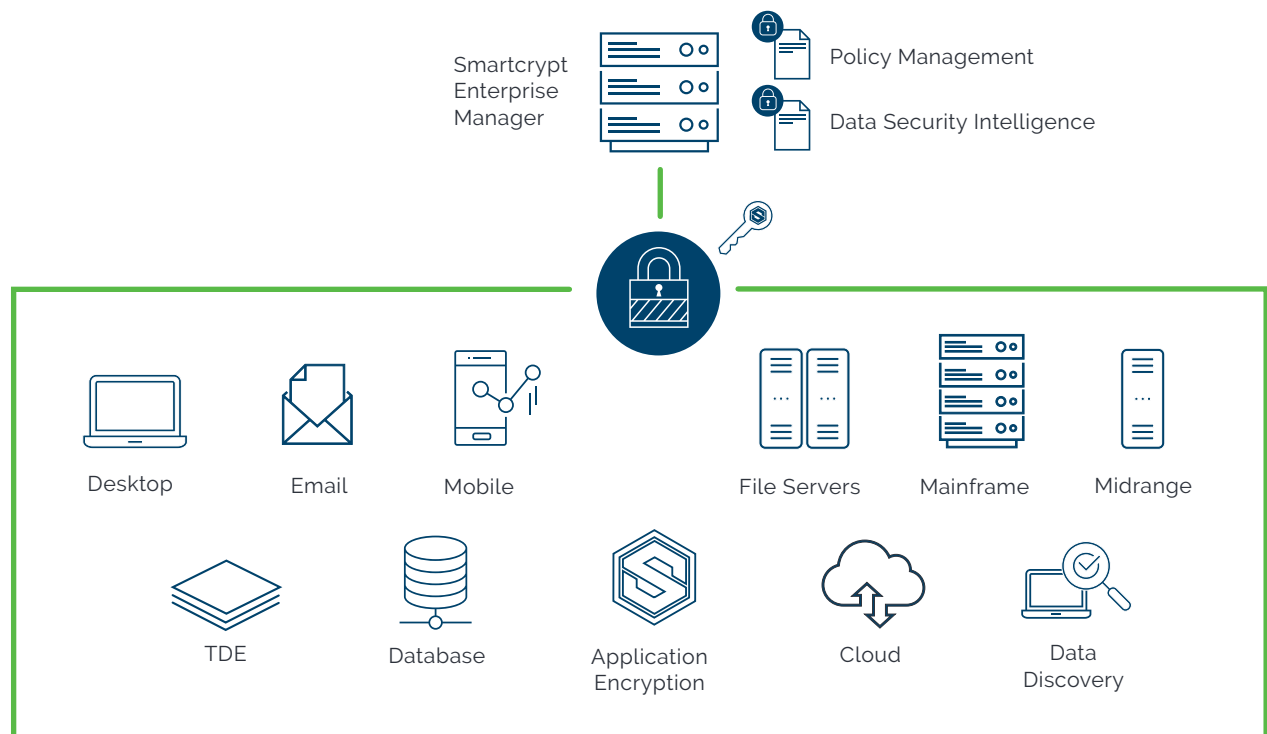 Smartcrypt
Enterprise
Manager
Policy Management
Data Security Intelligence
Desktop
Email
Mobile
File Servers
Mainframe
Midrange
TDE
Database
Application
Encryption
Cloud
Data
Discovery